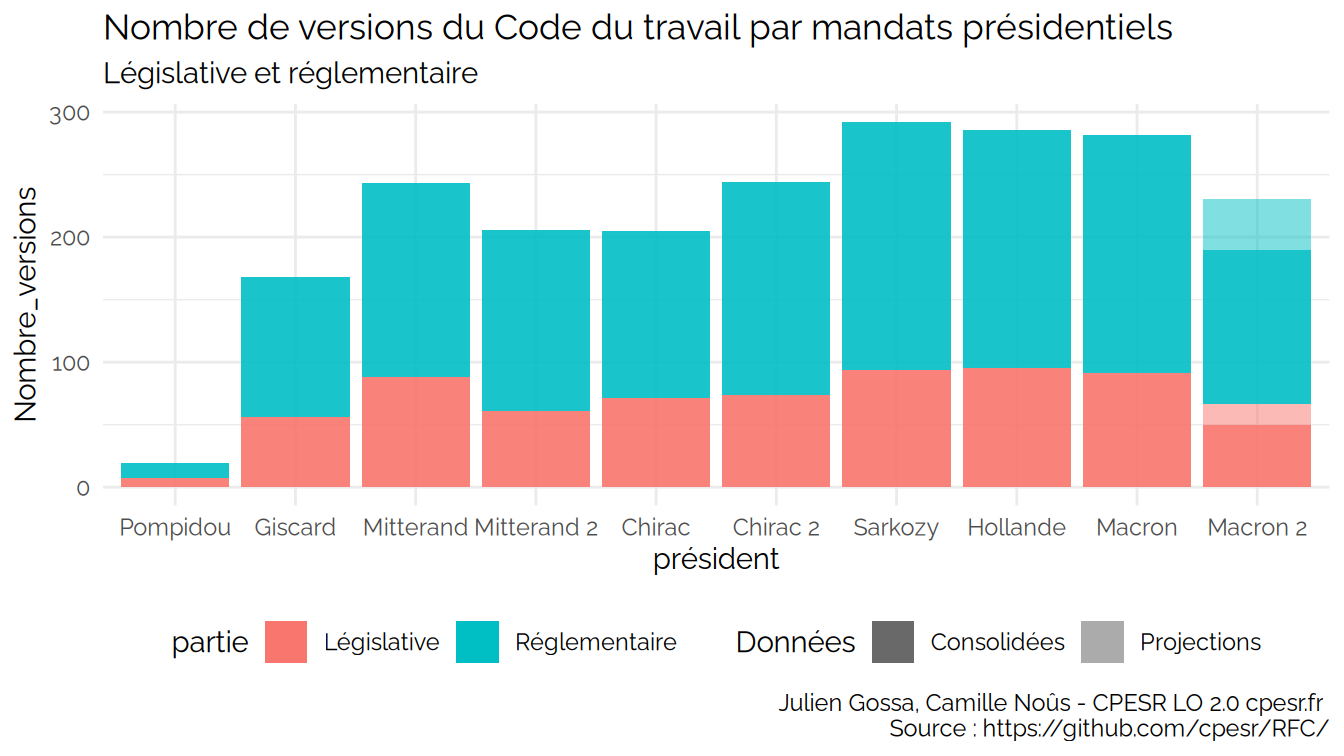 Nombre de versions du Code du travail par mandats présidentiels
Législative et réglementaire
Nombre_versions
300
200
100
0
Pompidou Giscard Mitterand Mitterand 2 Chirac Chirac 2 Sarkozy Hollande Macron Macron 2
président
partie Législative Réglementaire Données Consolidées Projections
Julien Gossa, Camille Noûs - CPESR LO 2.0 cpesr.fr
Source : https://github.com/cpesr/RFC/